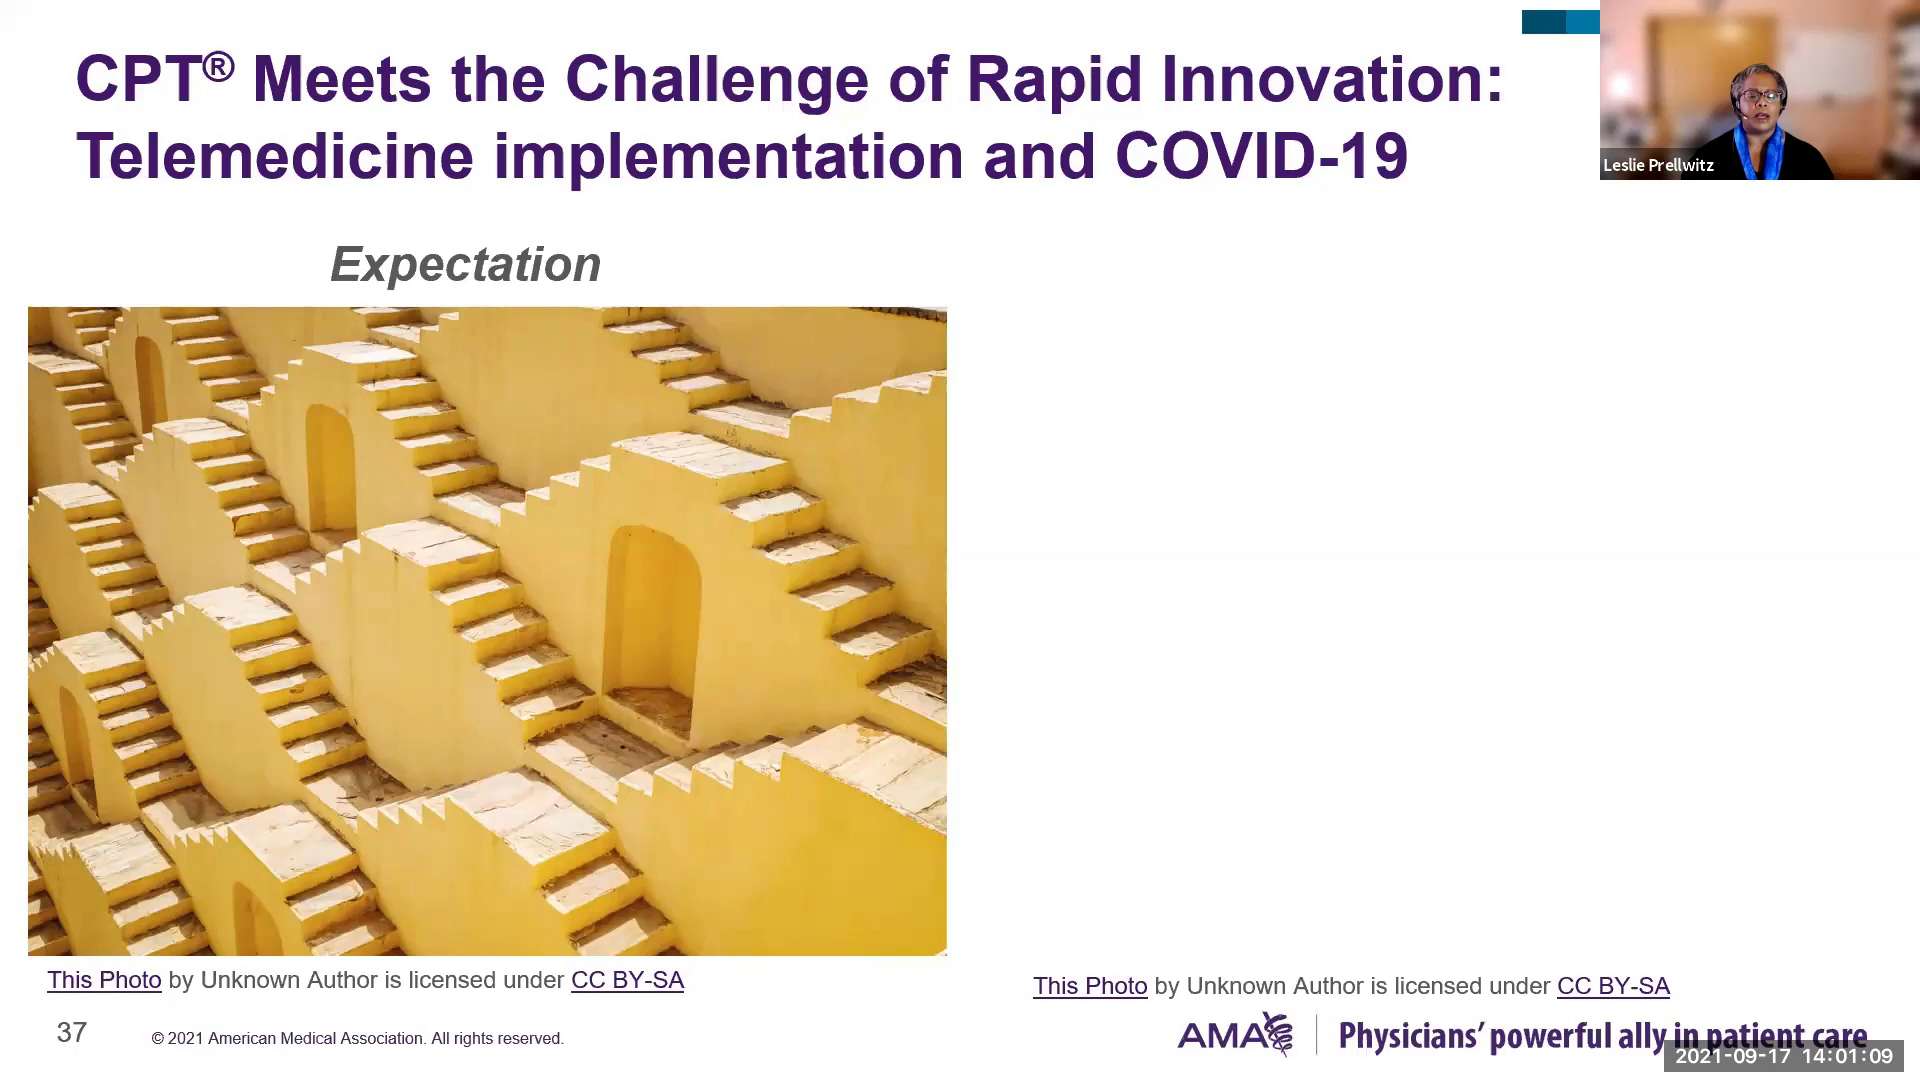 CPT® Meets the Challenge of Rapid Innovation:
Telemedicine implementation and COVID-19
Leslie Prellwitz
Expectation
This Photo by Unknown Author is licensed under CC BY-SA
This Photo by Unknown Author is licensed under CC BY-SA
37
© 2021 American Medical Association. All rights reserved.
AMA
Physicians’ powerful ally in patient care
2021-09-17 14:01:09